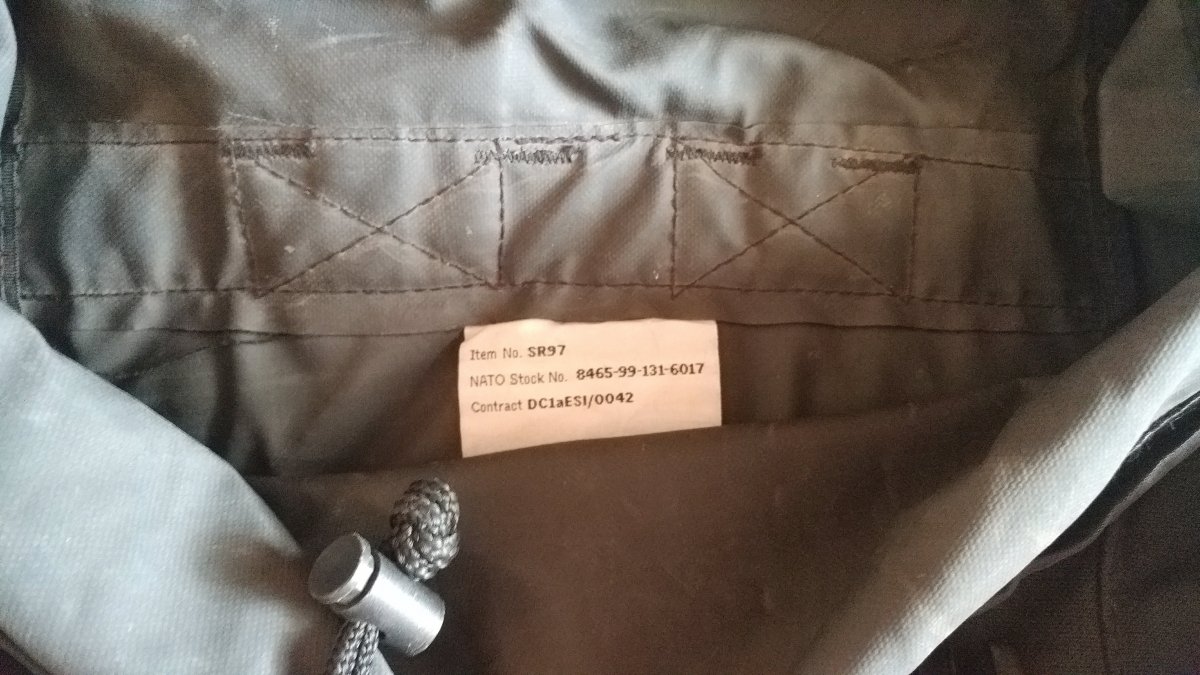 Item No. SR97
NATO Stock No. 8465-99-131-6017
Contract DC1aESI/0042